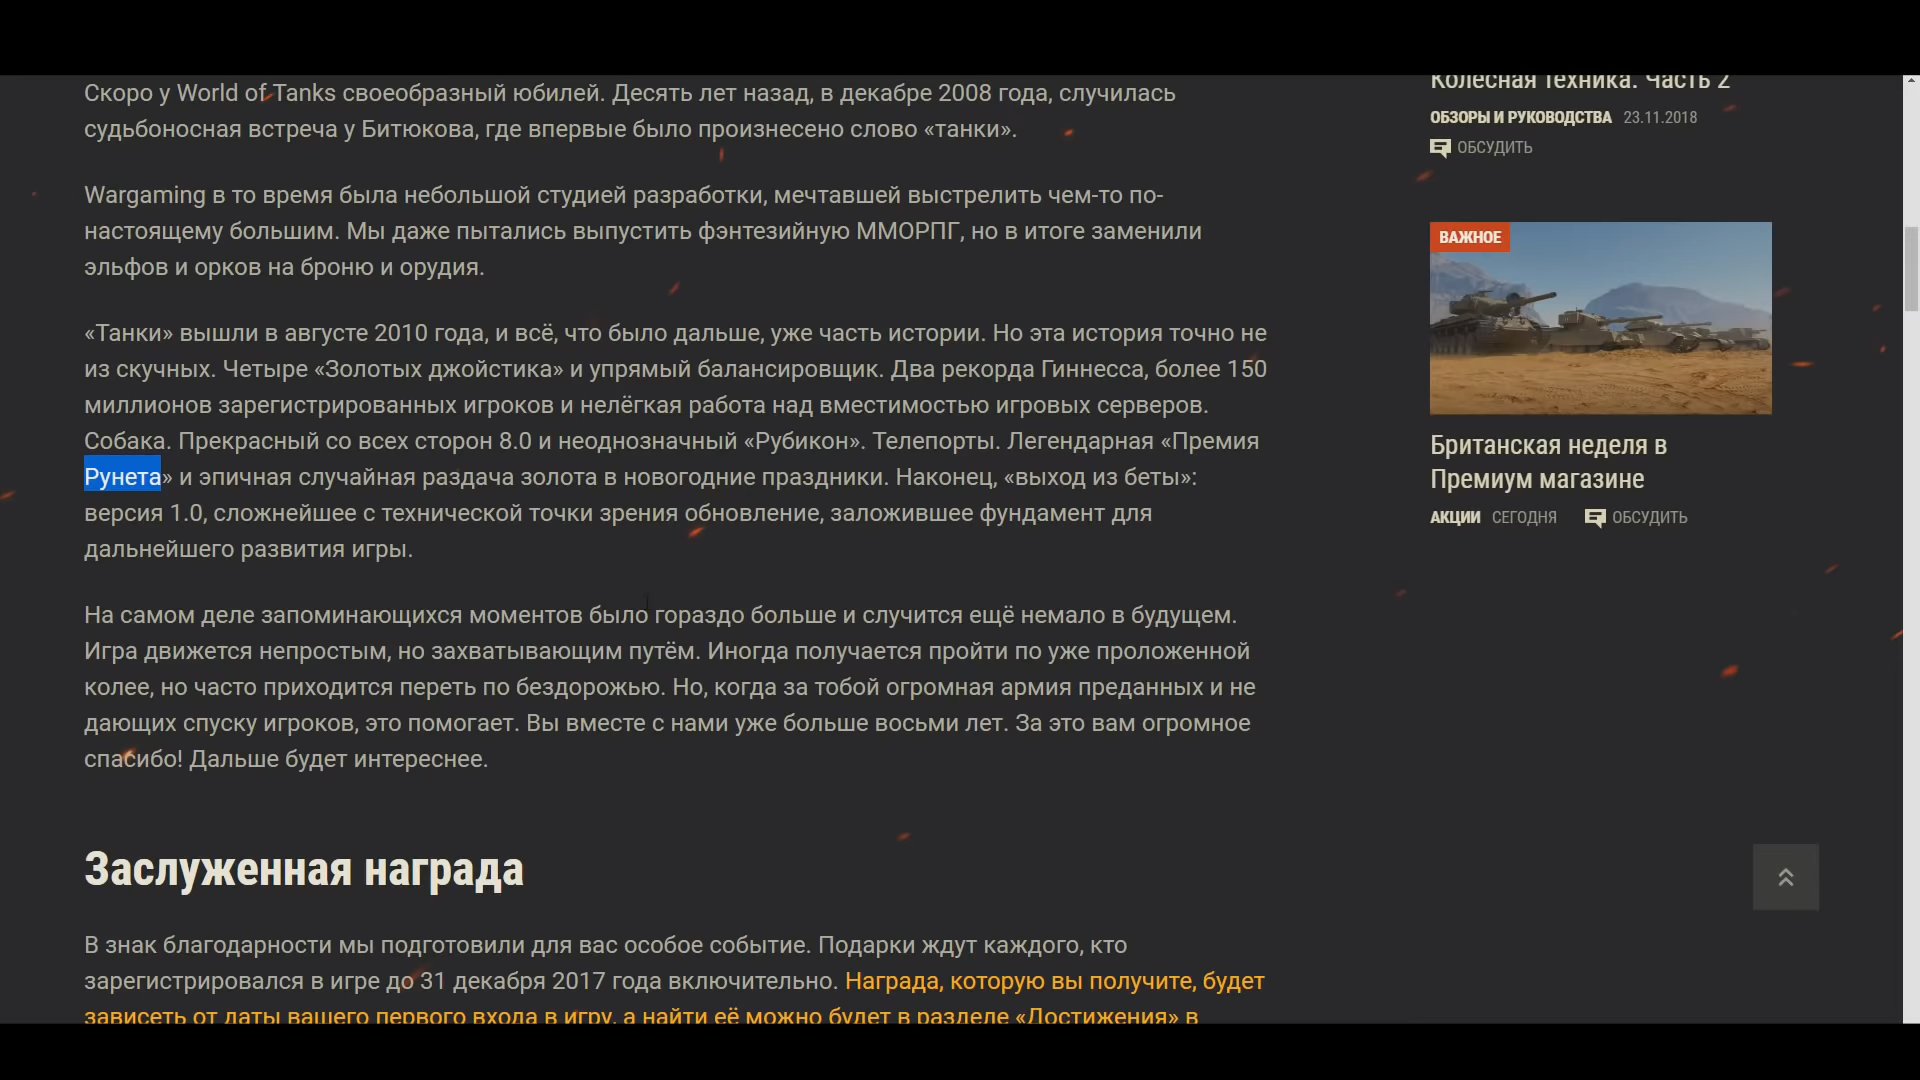 Скоро у World of Tanks своеобразный юбилей. Десять лет назад, в декабре 2008 года, случилась
судьбоносная встреча у Битюкова, где впервые было произнесено слово «танки».
Wargaming в то время была небольшой студией разработки, мечтавшей выстрелить чем-то по-
настоящему большим. Мы даже пытались выпустить фэнтезийную ММОРПГ, но в итоге заменили
эльфов и орков на броню и орудия.
«Танки» вышли в августе 2010 года, и всё, что было дальше, уже часть истории. Но эта история точно не
из скучных. Четыре «Золотых джойстика» и упрямый балансировщик. Два рекорда Гиннесса, более 150
миллионов зарегистрированных игроков и нелёгкая работа над вместимостью игровых серверов.
Собака. Прекрасный со всех сторон 8.0 и неоднозначный «Рубикон». Телепорты. Легендарная «Премия
Рунета» и эпичная случайная раздача золота в новогодние праздники. Наконец, «выход из беты»:
версия 1.0, сложнейшее с технической точки зрения обновление, заложившее фундамент для
дальнейшего развития игры.
На самом деле запоминающихся моментов было гораздо больше и случится ещё немало в будущем.
Игра движется непростым, но захватывающим путём. Иногда получается пройти по уже проложенной
колее, но часто приходится переть по бездорожью. Но, когда за тобой огромная армия преданных и не
дающих спуску игроков, это помогает. Вы вместе с нами уже больше восьми лет. За это вам огромное
спасибо! Дальше будет интереснее.
Заслуженная награда
В знак благодарности мы подготовили для вас особое событие. Подарки ждут каждого, кто
зарегистрировался в игре до 31 декабря 2017 года включительно. Награда, которую вы получите, будет
зависеть от даты вашего первого входа в игру, а найти её можно будет в разделе «Достижения» в
Колёсная техника. Часть 2
ОБЗОРЫ И РУКОВОДСТВА 23.11.2018
ОБСУДИТЬ
ВАЖНОЕ
Британская неделя в
Премиум магазине
АКЦИИ СЕГОДНЯ ОБСУДИТЬ